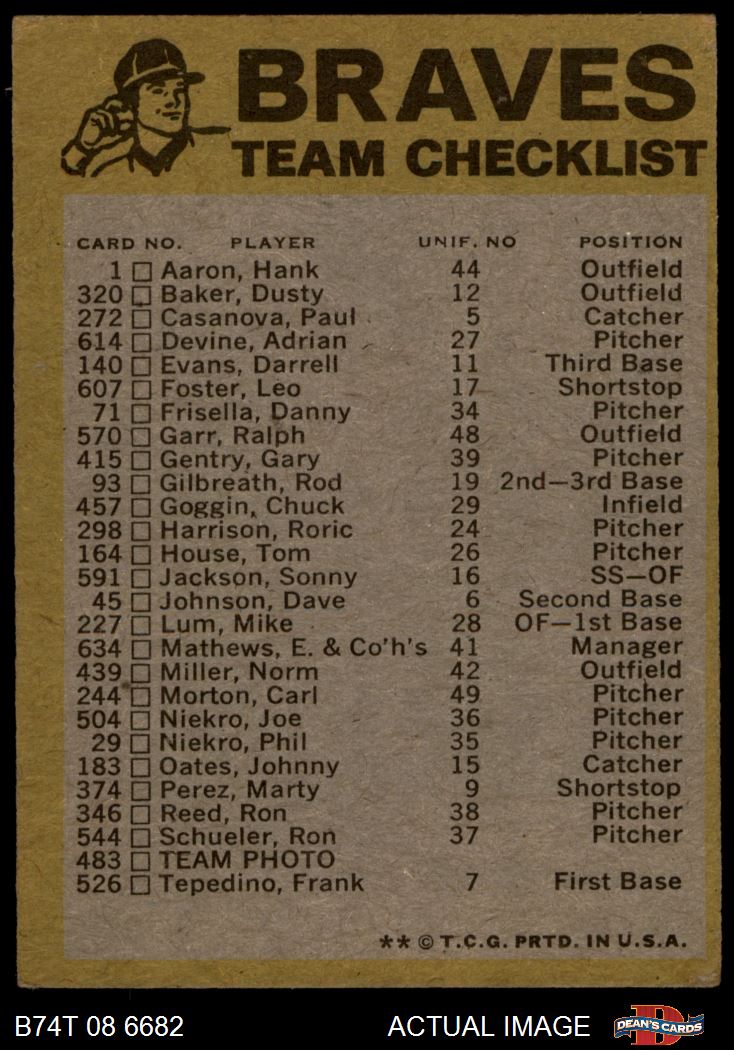 BRAVES
TEAM CHECKLIST
CARD NO. PLAYER UNIF. NO POSITION
1 Aaron, Hank 44 Outfield
320 Baker, Dusty 12 Outfield
272 Casanova, Paul 5 Catcher
614 Devine, Adrian 27 Pitcher
140 Evans, Darrell 11 Third Base
607 Foster, Leo 17 Shortstop
71 Frisella, Danny 34 Pitcher
570 Garr, Ralph 48 Outfield
415 Gentry, Gary 39 Pitcher
93 Gilbreath, Rod 19 2nd—3rd Base
457 Goggin, Chuck 29 Infield
298 Harrison, Roric 24 Pitcher
164 House, Tom 26 Pitcher
591 Jackson, Sonny 16 SS—OF
45 Johnson, Dave 6 Second Base
227 Lum, Mike 28 OF—1st Base
634 Mathews, E. & Co'h's 41 Manager
439 Miller, Norm 42 Outfield
244 Morton, Carl 49 Pitcher
504 Niekro, Joe 36 Pitcher
29 Niekro, Phil 35 Pitcher
183 Oates, Johnny 15 Catcher
374 Perez, Marty 9 Shortstop
346 Reed, Ron 38 Pitcher
544 Schueler, Ron 37 Pitcher
483 TEAM PHOTO
526 Tepedino, Frank 7 First Base
** © T.C.G. PRTD. IN U.S.A.
B74T 08 6682 ACTUAL IMAGE D DEAN'S CARDS